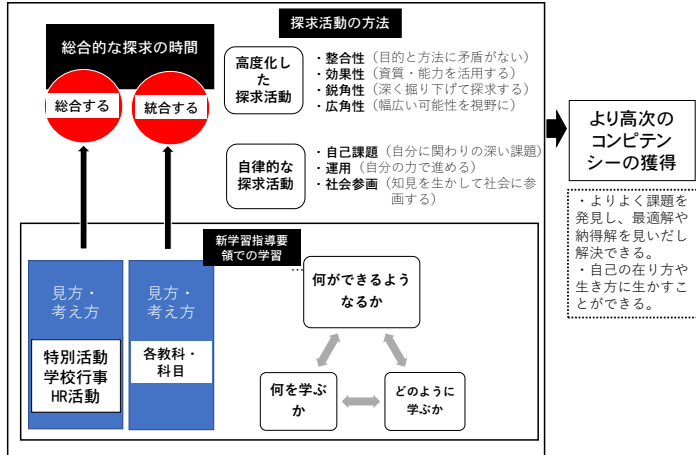 総合的な探求の時間
総合する
統合する
探求活動の方法
高度化し
た
探求活動
・整合性（目的と方法に矛盾がない）
・効果性（資質・能力を活用する）
・鋭角性（深く掘り下げて探求する）
・広角性（幅広い可能性を視野に）
自律的な
探求活動
・自己課題（自分に関わりの深い課題）
・運用（自分の力で進める）
・社会参画（知見を生かして社会に参
画する）
より高次の
コンピテン
シーの獲得
・よりよく課題を
発見し、最適解や
納得解を見いだし
解決できる。
・自己の在り方や
生き方に生かすこ
とができる。
新学習指導要
領での学習
…
見方・
考え方
特別活動
学校行事
HR活動
見方・
考え方
各教科・
科目
何ができるよう
なるか
何を学ぶ
か
どのように
学ぶか